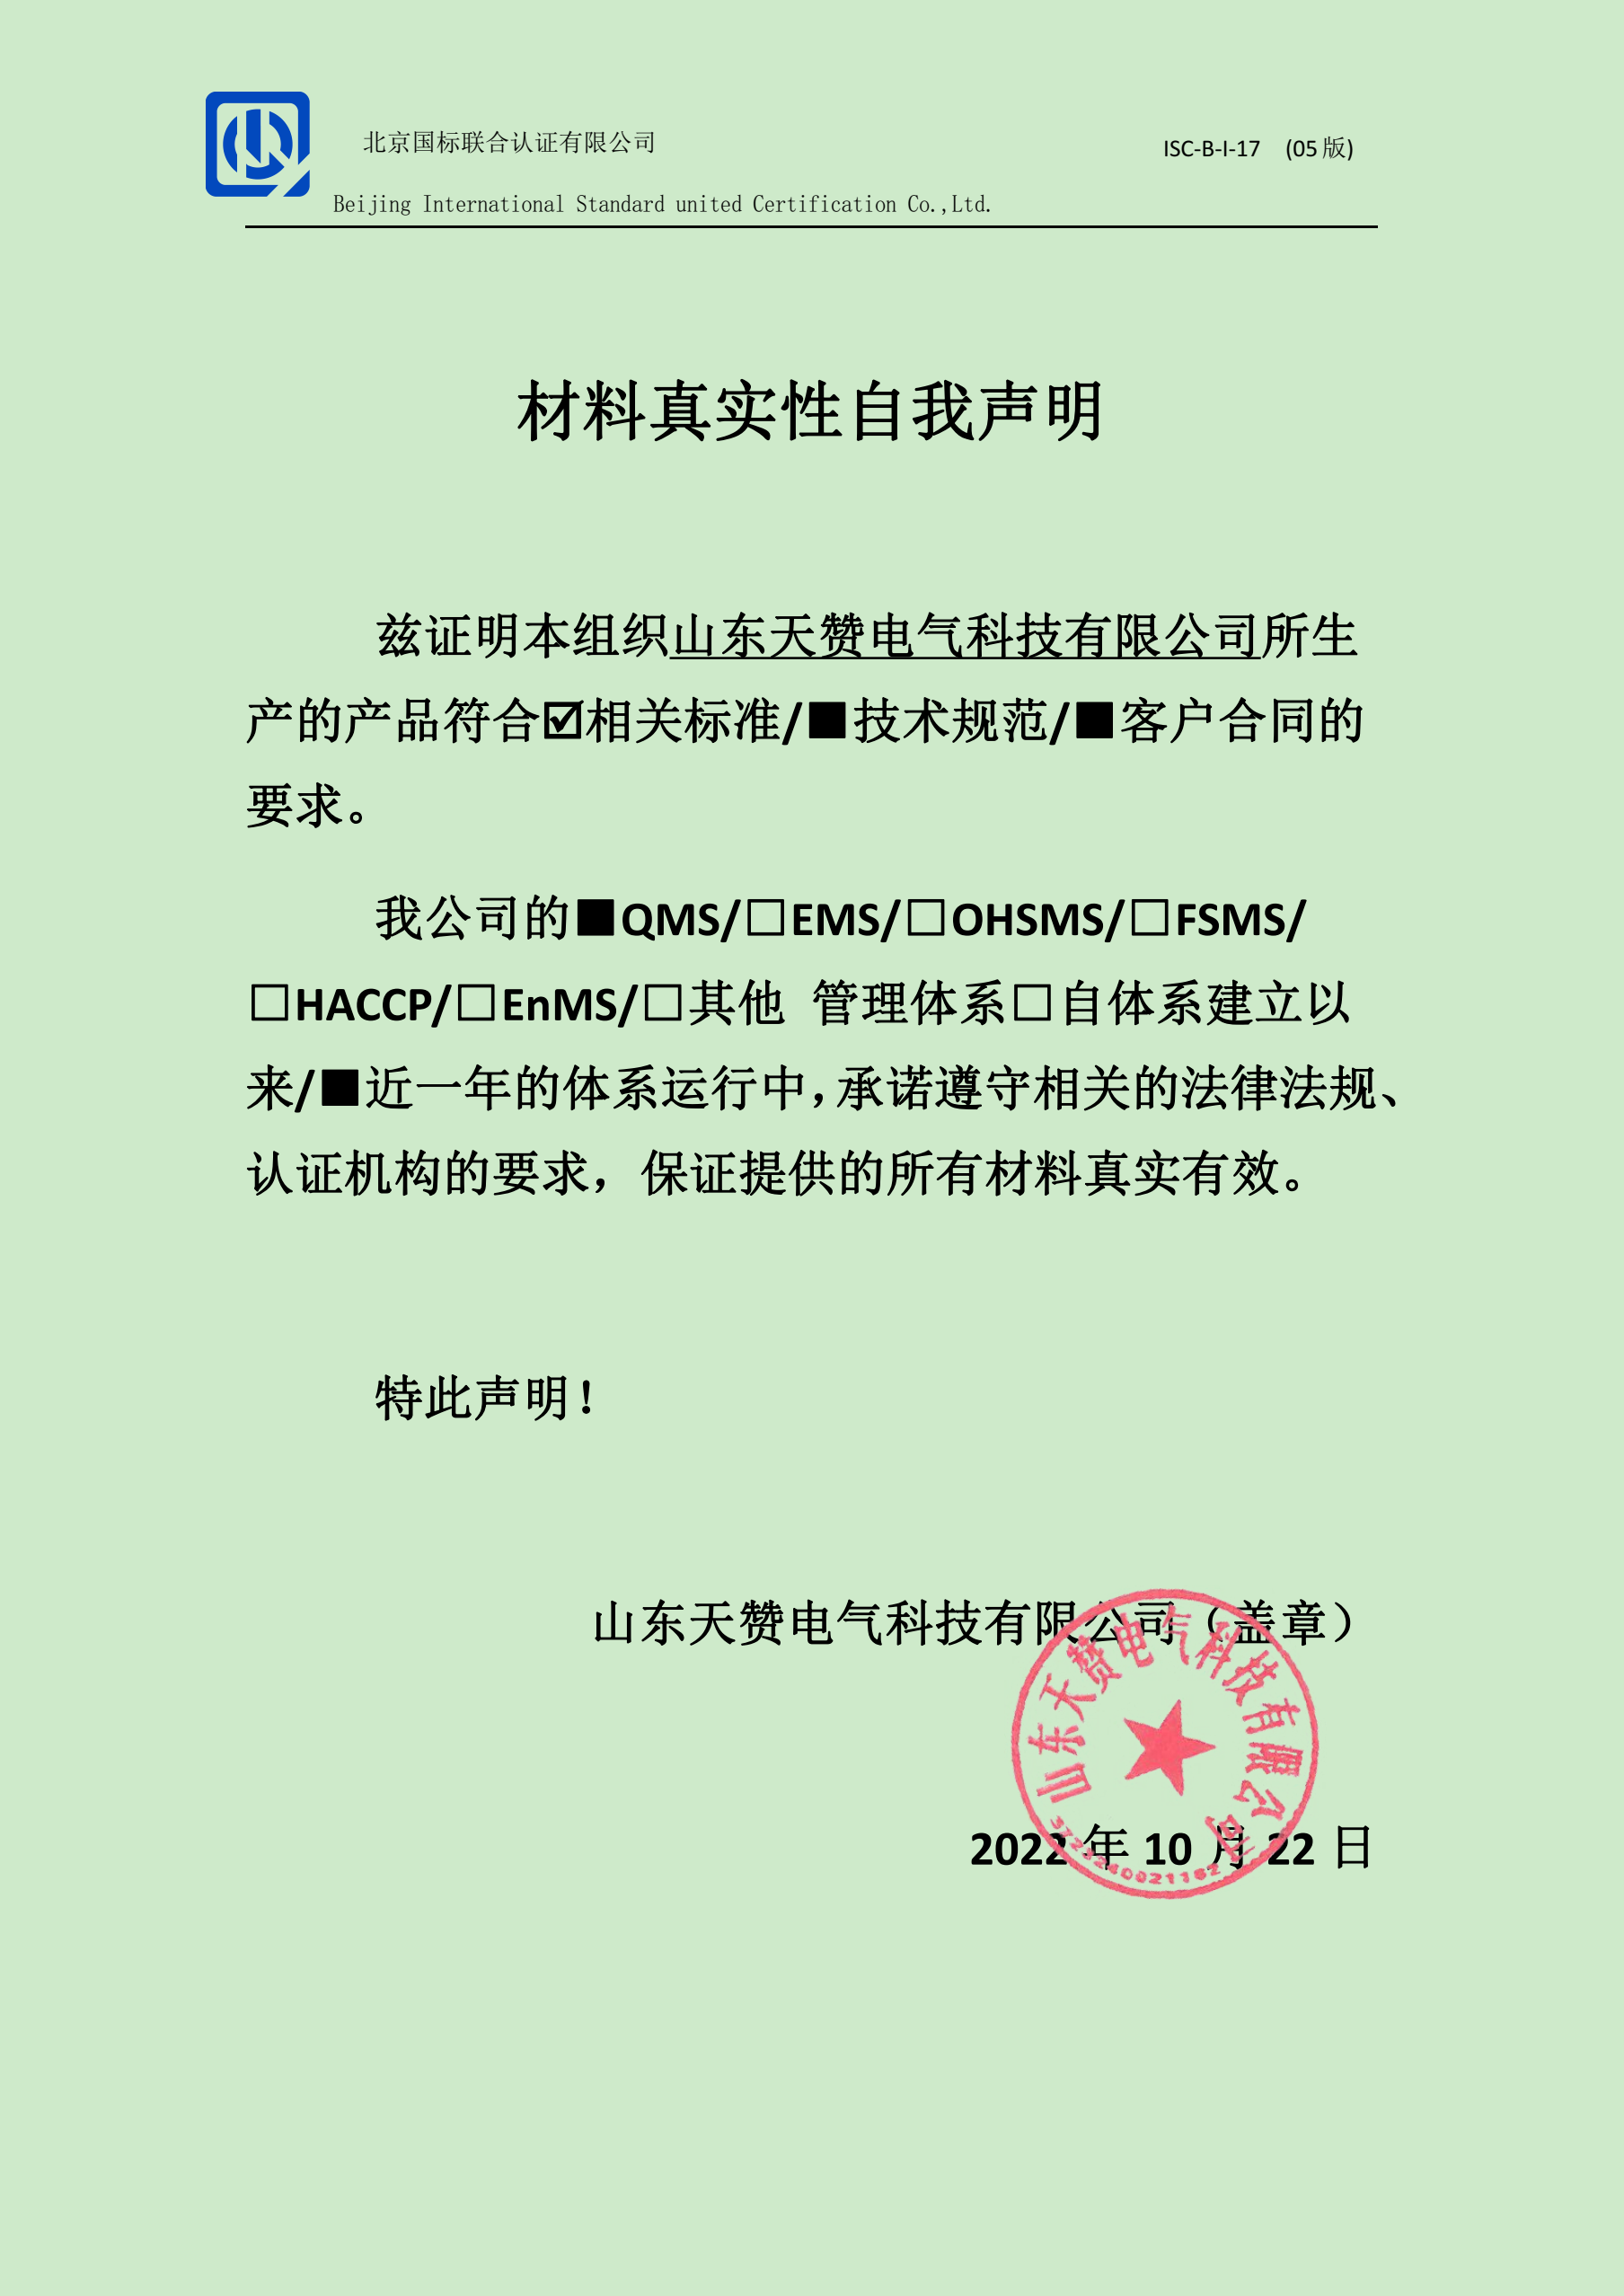 北京国标联合认证有限公司
ISC-B-I-17 (05版)
Beijing International Standard united Certification Co.,Ltd.
材料真实性自我声明
兹证明本组织山东天赞电气科技有限公司所生
产的产品符合☑相关标准/■技术规范/■客户合同的
要求。
我公司的■QMS/□EMS/□OHSMS/□FSMS/
□HACCP/□EnMS/□其他 管理体系□自体系建立以
来/■近一年的体系运行中,承诺遵守相关的法律法规、
认证机构的要求，保证提供的所有材料真实有效。
特此声明！
山东天赞电气科技有限公司（盖章）
山东天赞电气科技有限公司
2022年10月22日